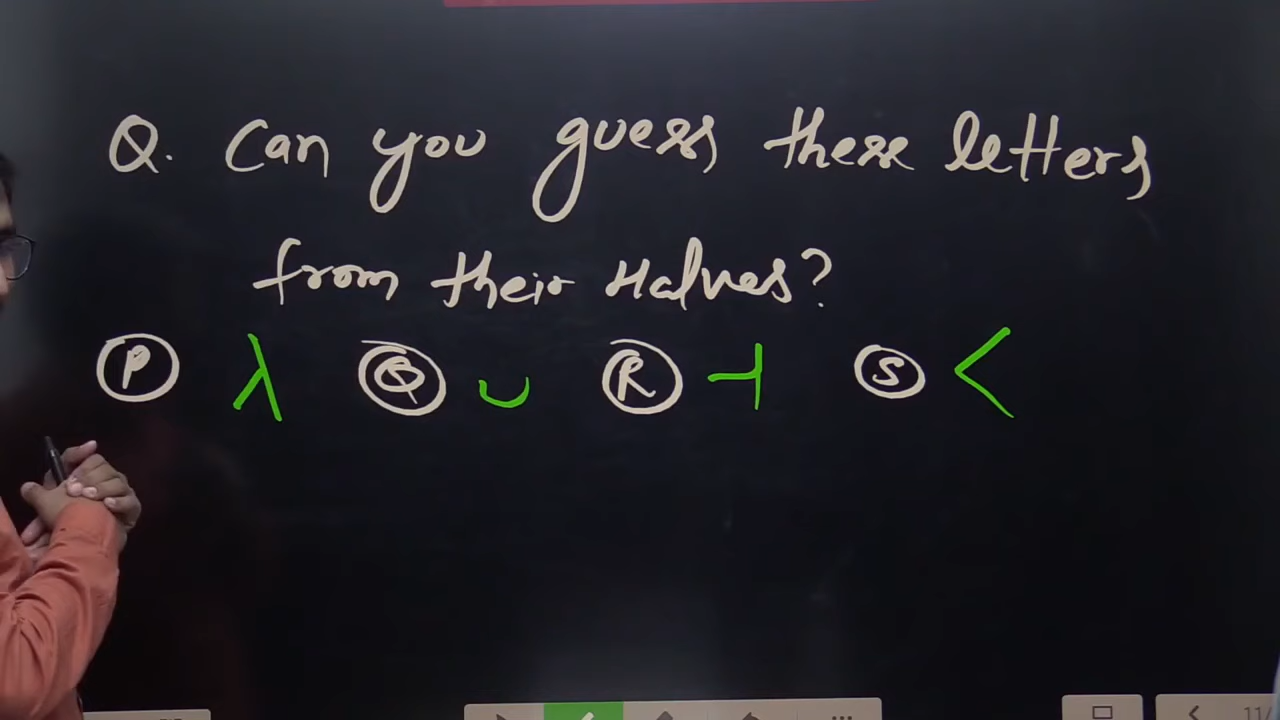 Q. Can you guess these letters
from their Halves?
P λ Q ∪ R ⊣ S <